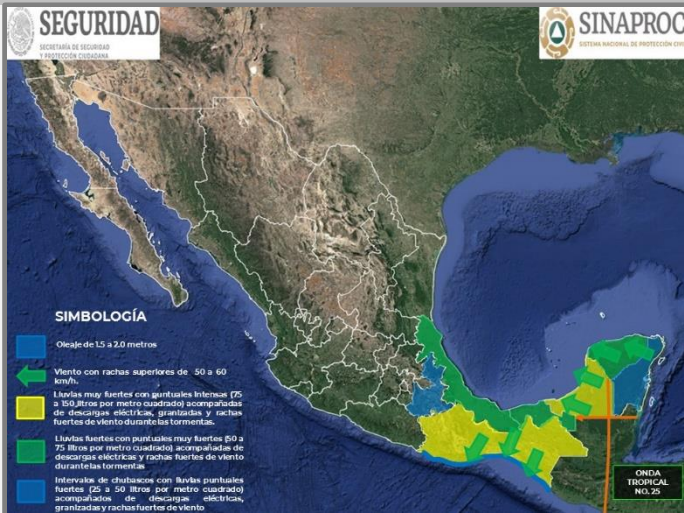 SEGURIDAD
SECRETARÍA DE SEGURIDAD
Y PROTECCIÓN CIUDADANA
SINAPROC
SISTEMA NACIONAL DE PROTECCIÓN CIVIL
SIMBOLOGÍA
Oleaje de 1.5 a 2.0 metros
Viento con rachas superiores de 50 a 60
km/h.
Lluvias muy fuertes con puntuales intensas (75
a 150 litros por metro cuadrado) acompañadas
de descargas eléctricas, granizadas y rachas
fuertes de viento durante las tormentas.
Lluvias fuertes con puntuales muy fuertes (50 a
75 litros por metro cuadrado) acompañadas de
descargas eléctricas y rachas fuertes de viento
durante las tormentas
Intervalos de chubascos con lluvias puntuales
fuertes (25 a 50 litros por metro cuadrado)
acompañados de descargas eléctricas,
granizadas y rachas fuertes de viento
ONDA
TROPICAL
NO. 25